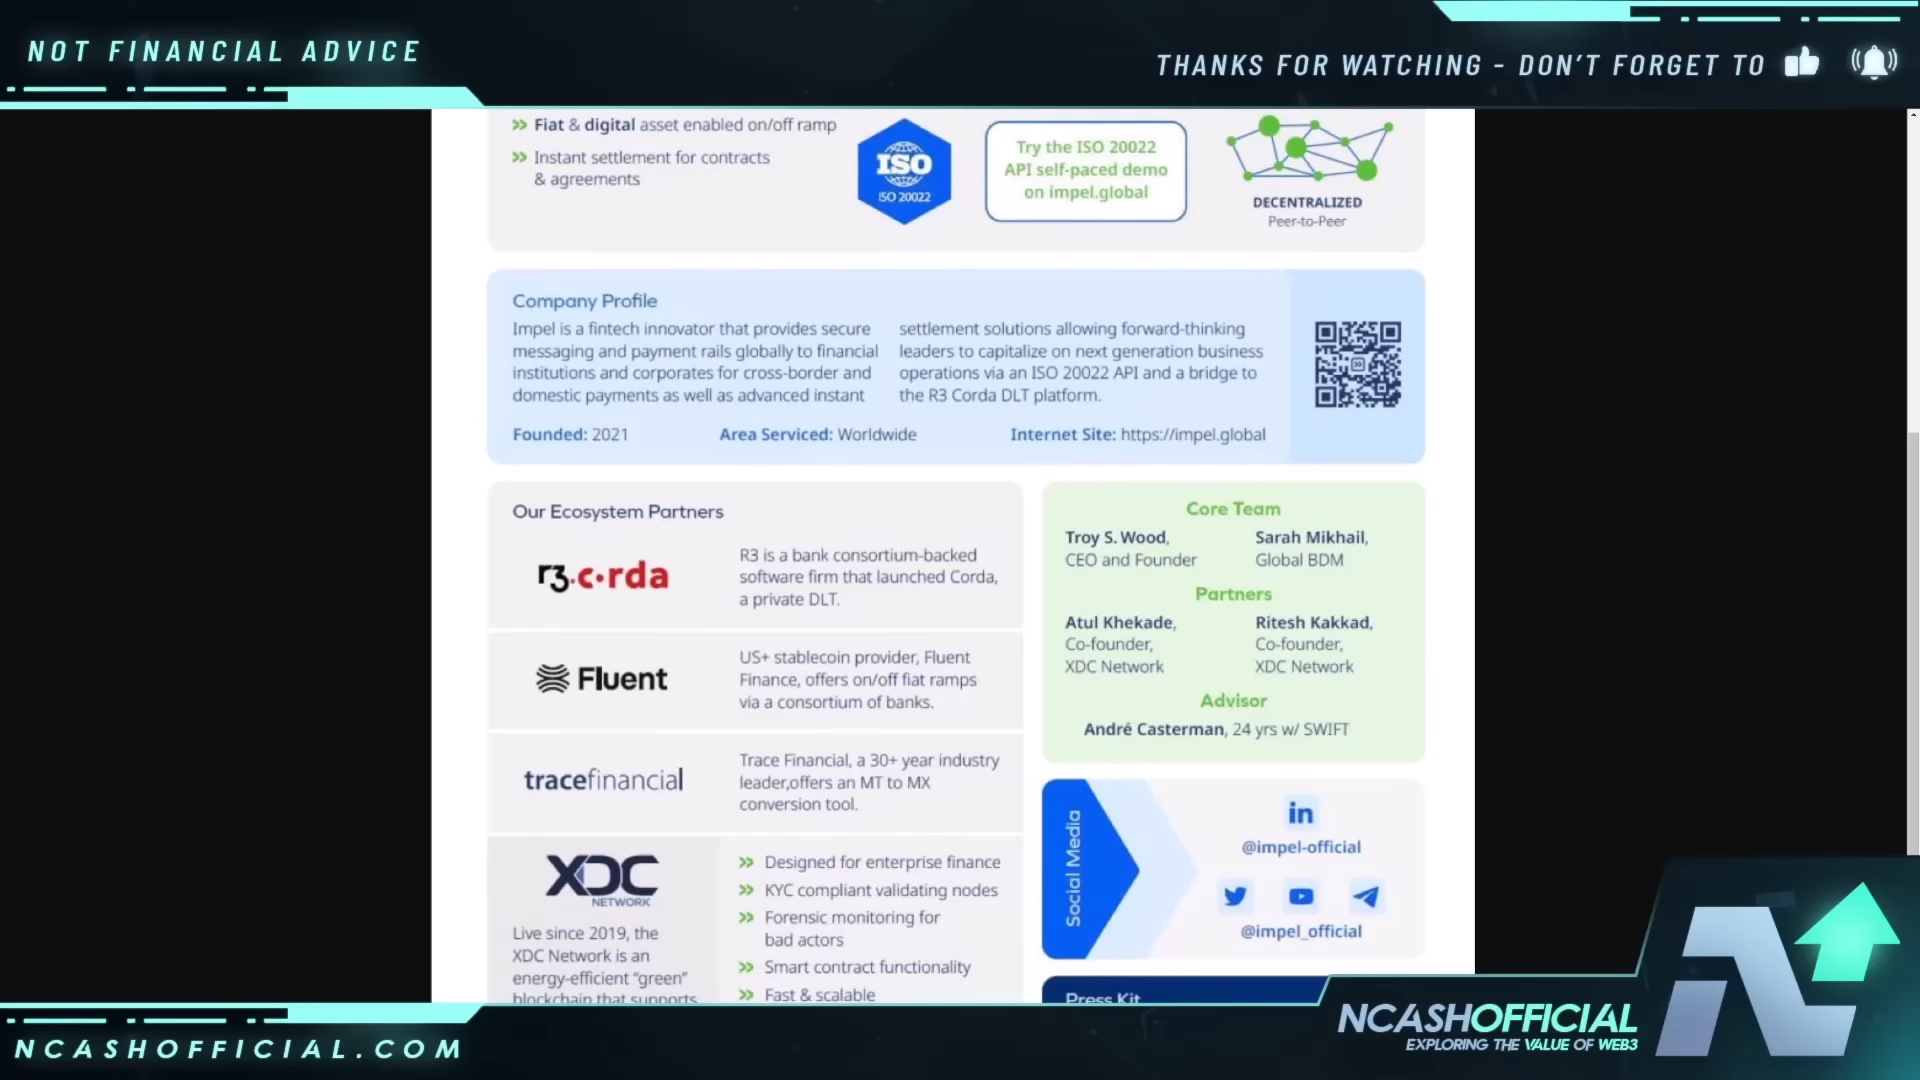 NOT FINANCIAL ADVICE
THANKS FOR WATCHING - DON'T FORGET TO
Fiat & digital asset enabled on/off ramp
Instant settlement for contracts
& agreements
ISO
ISO 20022
Try the ISO 20022
API self-paced demo
on impel.global
DECENTRALIZED
Peer-to-Peer
Company Profile
Impel is a fintech innovator that provides secure
messaging and payment rails globally to financial
institutions and corporates for cross-border and
domestic payments as well as advanced instant
settlement solutions allowing forward-thinking
leaders to capitalize on next generation business
operations via an ISO 20022 API and a bridge to
the R3 Corda DLT platform.
Founded: 2021
Area Serviced: Worldwide
Internet Site: https://impel.global
Our Ecosystem Partners
r3.c•rda
R3 is a bank consortium-backed
software firm that launched Corda,
a private DLT.
Fluent
US+ stablecoin provider, Fluent
Finance, offers on/off fiat ramps
via a consortium of banks.
tracefinancial
Trace Financial, a 30+ year industry
leader,offers an MT to MX
conversion tool.
XDC
NETWORK
Live since 2019, the
XDC Network is an
energy-efficient “green”
blockchain that supports
Designed for enterprise finance
KYC compliant validating nodes
Forensic monitoring for
bad actors
Smart contract functionality
Fast & scalable
Core Team
Troy S. Wood,
CEO and Founder
Sarah Mikhail,
Global BDM
Partners
Atul Khekade,
Co-founder,
XDC Network
Ritesh Kakkad,
Co-founder,
XDC Network
Advisor
André Casterman, 24 yrs w/ SWIFT
Social Media
in
@impel-official
@impel_official
Press Kit
NCASHOFFICIAL.COM
NCASHOFFICIAL
EXPLORING THE VALUE OF WEB3